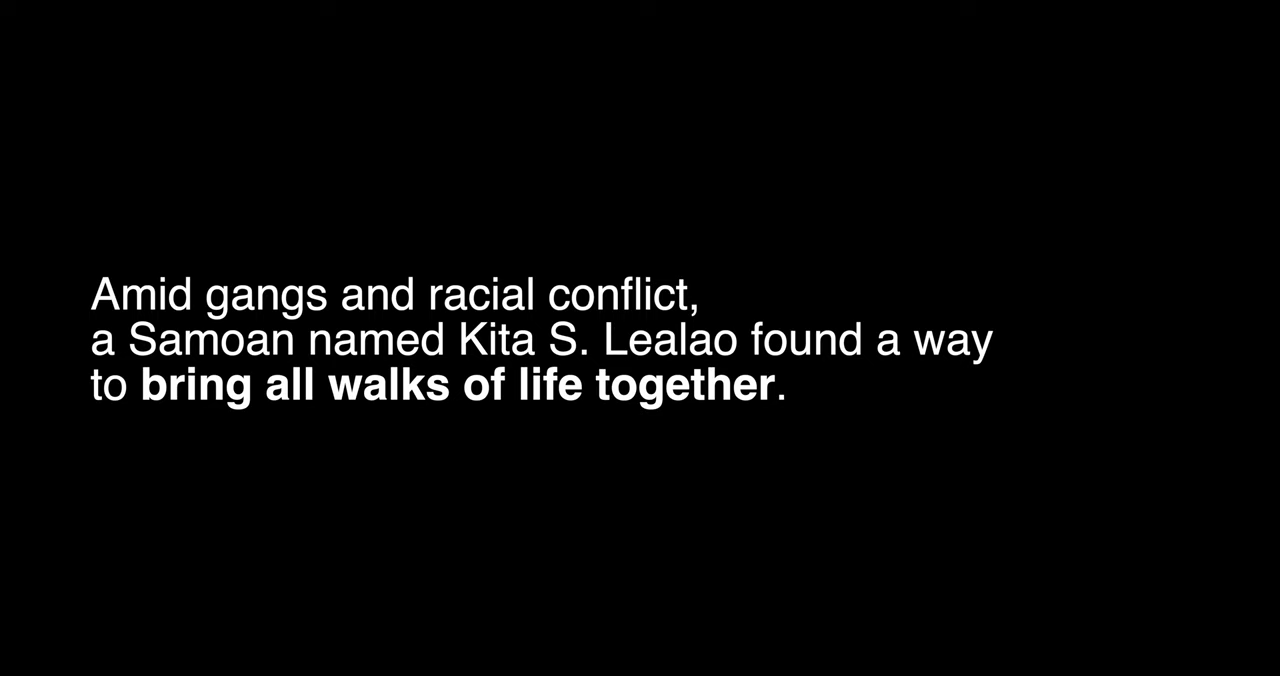 Amid gangs and racial conflict,
a Samoan named Kita S. Lealao found a way
to bring all walks of life together.